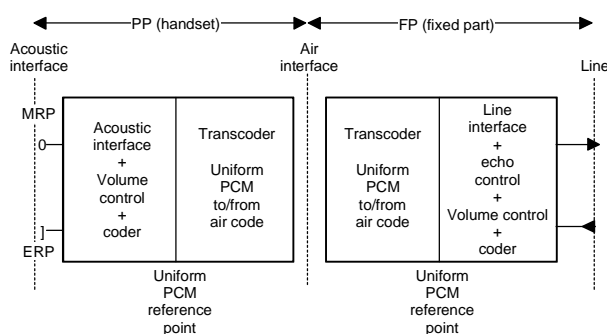 PP (handset)
FP (fixed part)
Acoustic
interface
Air
interface
Line
MRP
0
]
ERP
Acoustic
interface
+
Volume
control
+
coder
Transcoder
Uniform
PCM
to/from
air code
Transcoder
Uniform
PCM
to/from
air code
Line
interface
+
echo
control
+
Volume control
+
coder
Uniform
PCM
reference
point
Uniform
PCM
reference
point